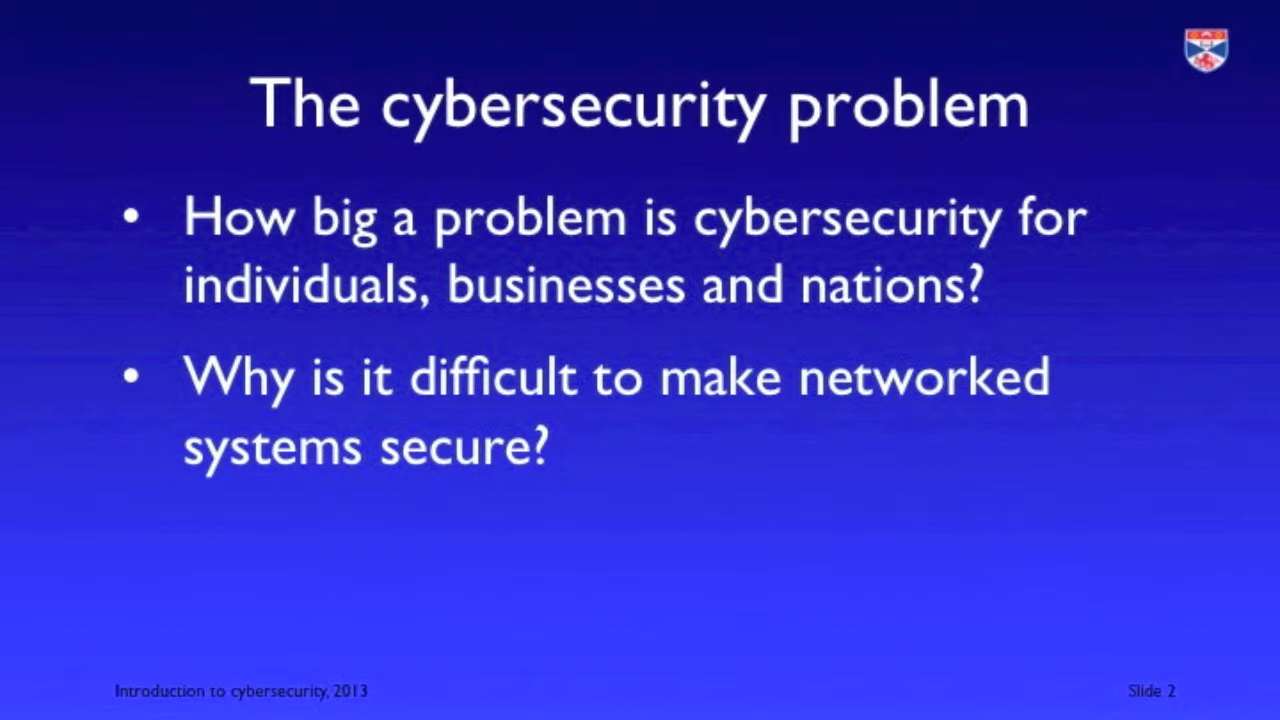 The cybersecurity problem
• How big a problem is cybersecurity for
individuals, businesses and nations?
• Why is it difficult to make networked
systems secure?
Introduction to cybersecurity, 2013
Slide 2